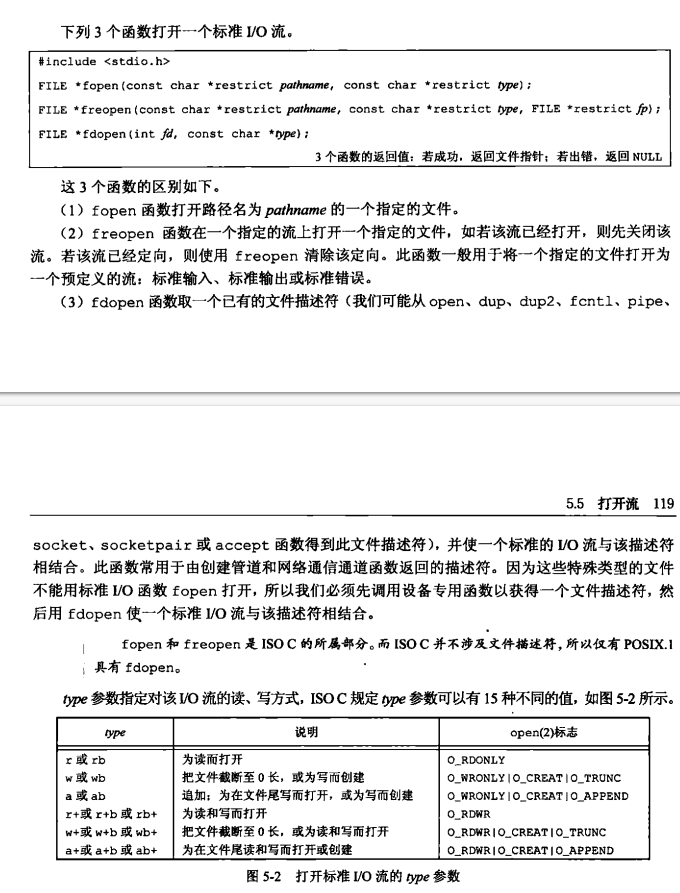 下列 3 个函数打开一个标准 I/O 流。
#include <stdio.h>
FILE *fopen(const char *restrict pathname, const char *restrict type);
FILE *freopen(const char *restrict pathname, const char *restrict type, FILE *restrict fp);
FILE *fdopen(int fd, const char *type);
3 个函数的返回值：若成功，返回文件指针；若出错，返回 NULL
这 3 个函数的区别如下。
（1）fopen 函数打开路径名为 pathname 的一个指定的文件。
（2）freopen 函数在一个指定的流上打开一个指定的文件，如若该流已经打开，则先关闭该
流。若该流已经定向，则使用 freopen 清除该定向。此函数一般用于将一个指定的文件打开为
一个预定义的流：标准输入、标准输出或标准错误。
（3）fdopen 函数取一个已有的文件描述符（我们可能从 open、dup、dup2、fcntl、pipe、
5.5 打开流 119
socket、socketpair 或 accept 函数得到此文件描述符），并使一个标准的 I/O 流与该描述符
相结合。此函数常用于由创建管道和网络通信通道函数返回的描述符。因为这些特殊类型的文件
不能用标准 I/O 函数 fopen 打开，所以我们必须先调用设备专用函数以获得一个文件描述符，然
后用 fdopen 使一个标准 I/O 流与该描述符相结合。
fopen 和 freopen 是 ISO C 的所属部分。而 ISO C 并不涉及文件描述符，所以仅有 POSIX.1
具有 fdopen。
type 参数指定对该 I/O 流的读、写方式，ISO C 规定 type 参数可以有 15 种不同的值，如图 5-2 所示。
type 说明 open(2)标志
r 或 rb 为读而打开 O_RDONLY
w 或 wb 把文件截断至 0 长，或为写而创建 O_WRONLY|O_CREAT|O_TRUNC
a 或 ab 追加；为在文件尾写而打开，或为写而创建 O_WRONLY|O_CREAT|O_APPEND
r+或 r+b 或 rb+ 为读和写而打开 O_RDWR
w+或 w+b 或 wb+ 把文件截断至 0 长，或为读和写而打开 O_RDWR|O_CREAT|O_TRUNC
a+或 a+b 或 ab+ 为在文件尾读和写而打开或创建 O_RDWR|O_CREAT|O_APPEND
图 5-2 打开标准 I/O 流的 type 参数